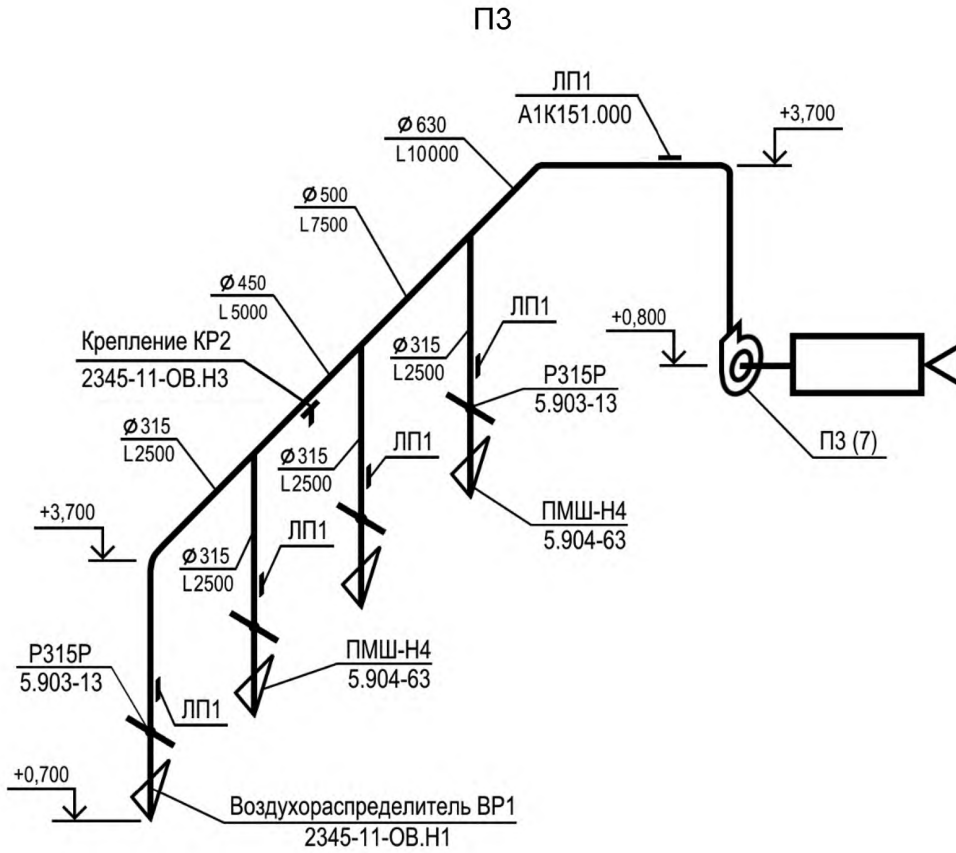 П3
ЛП1
А1К151.000
+3,700
Ø 630
L10000
Ø 500
L7500
Ø 450
L 5000
ЛП1
+0,800
Крепление КР2
2345-11-ОВ.Н3
Ø 315
L2500
Р315Р
5.903-13
Ø 315
L2500
П3 (7)
ЛП1
Ø 315
L2500
ПМШ-Н4
5.904-63
+3,700
ЛП1
Ø 315
L2500
Р315Р
5.903-13
ПМШ-Н4
5.904-63
ЛП1
+0,700
Воздухораспределитель ВР1
2345-11-ОВ.Н1